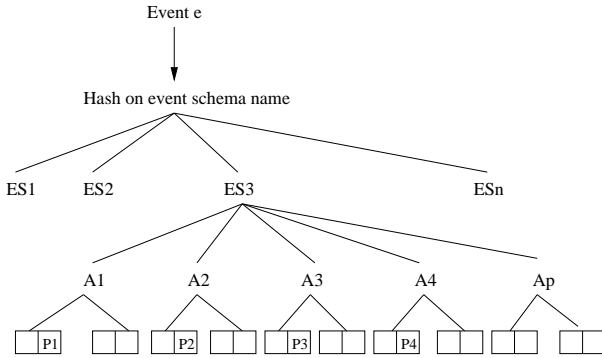 Event e
Hash on event schema name
ES1 ES2 ES3 ESn
A1 A2 A3 A4 Ap
P1 P2 P3 P4